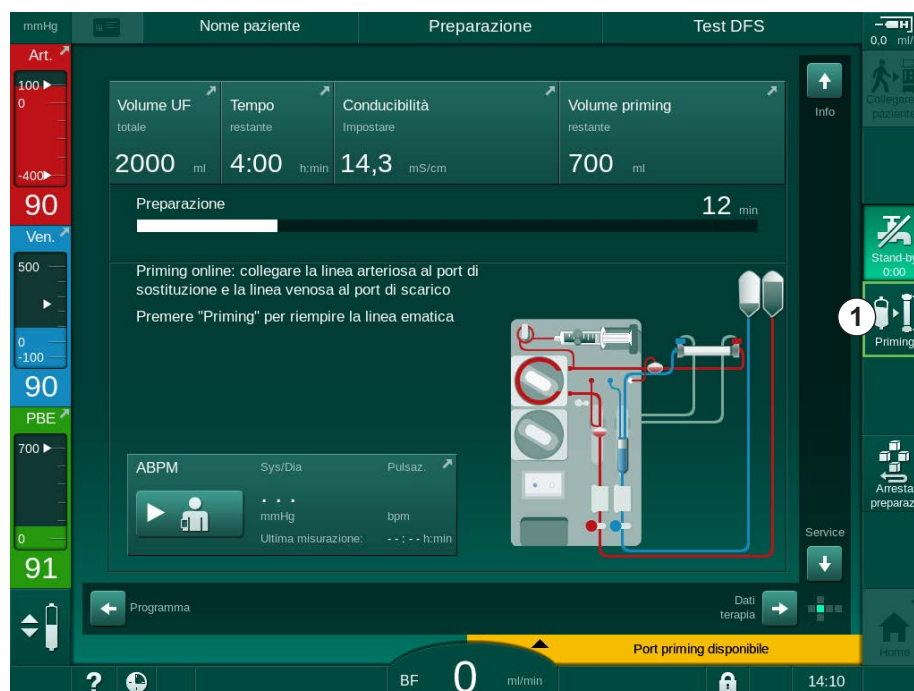 mmHg
Nome paziente
Preparazione
Test DFS
0,0 ml/
Art.
100
0
-400
90
Ven.
500
0
-100
90
PBE
700
0
91
Volume UF
totale
2000 ml
Tempo
restante
4:00 h:min
Conducibilità
Impostare
14,3 mS/cm
Volume priming
restante
700 ml
Preparazione
12 min
Priming online: collegare la linea arteriosa al port di
sostituzione e la linea venosa al port di scarico
Premere "Priming" per riempire la linea ematica
ABPM
Sys/Dia
Pulsaz.
. . .
mmHg
bpm
Ultima misurazione:
--:-- h:min
Info
Service
Collegare
paziente
Stand-by
0:00
1
Priming
Arresta
preparaz
Home
Programma
Dati
terapia
Port priming disponibile
?
BF 0 ml/min
14:10